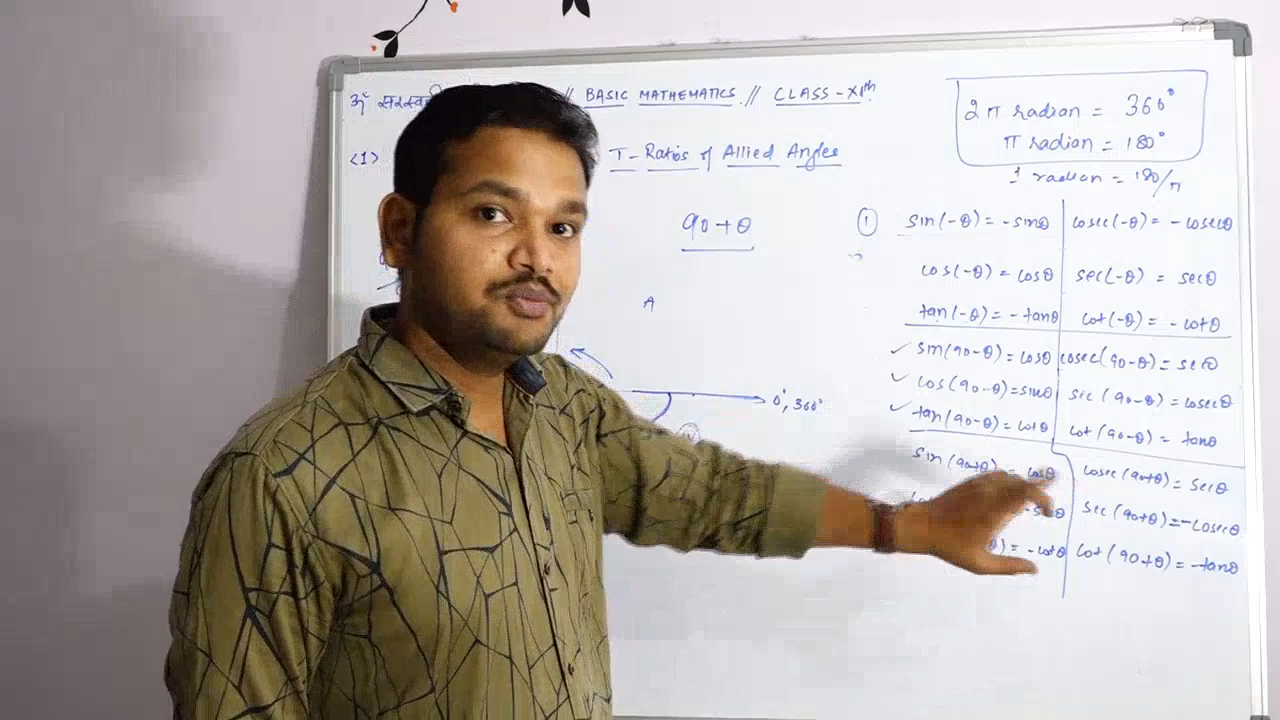 ॐ // BASIC MATHEMATICS // CLASS-XIth
<1> T-Ratios of Allied Angles
2π radian = 360°
π radian = 180°
1 radian = 180/π
90+θ
A
0°, 360°
① sin(-θ) = -sinθ cosec(-θ) = -cosecθ
cos(-θ) = cosθ sec(-θ) = secθ
tan(-θ) = -tanθ cot(-θ) = -cotθ
✓ sin(90-θ) = cosθ cosec(90-θ) = secθ
✓ cos(90-θ) = sinθ sec(90-θ) = cosecθ
✓ tan(90-θ) = cotθ cot(90-θ) = tanθ
sin(90+θ) = cosθ cosec(90+θ) = secθ
-sinθ sec(90+θ) = -cosecθ
θ) = -cotθ cot(90+θ) = -tanθ